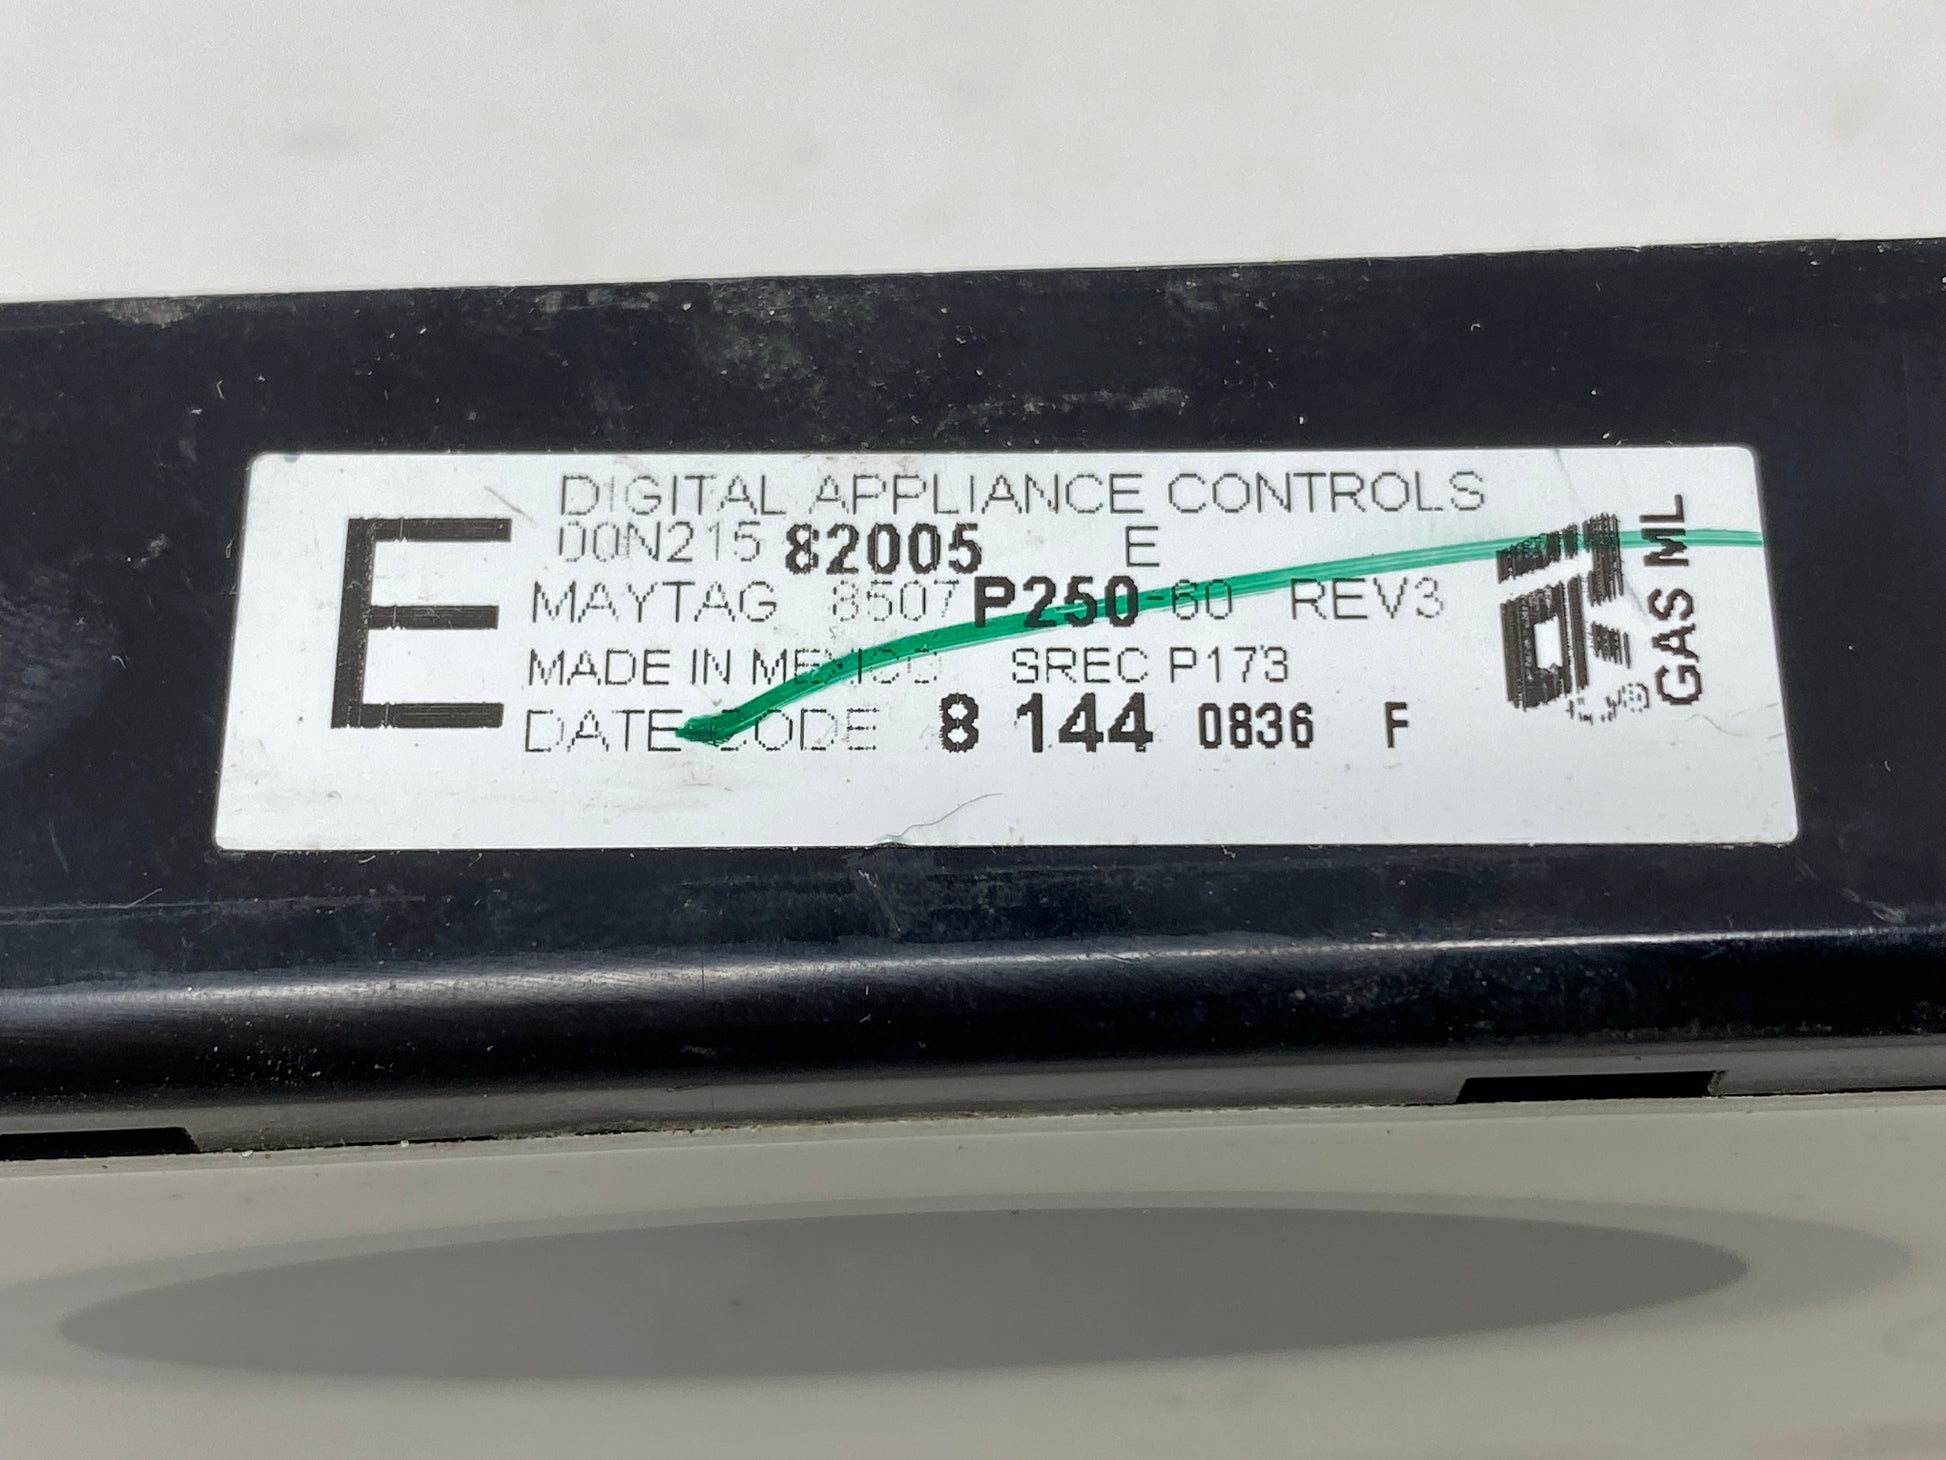 E
DIGITAL APPLIANCE CONTROLS
00N215 82005 E
MAYTAG 8507 P250-60 REV3
MADE IN MEXICO SREC P173
DATE CODE 8 144 0836 F
GAS ML